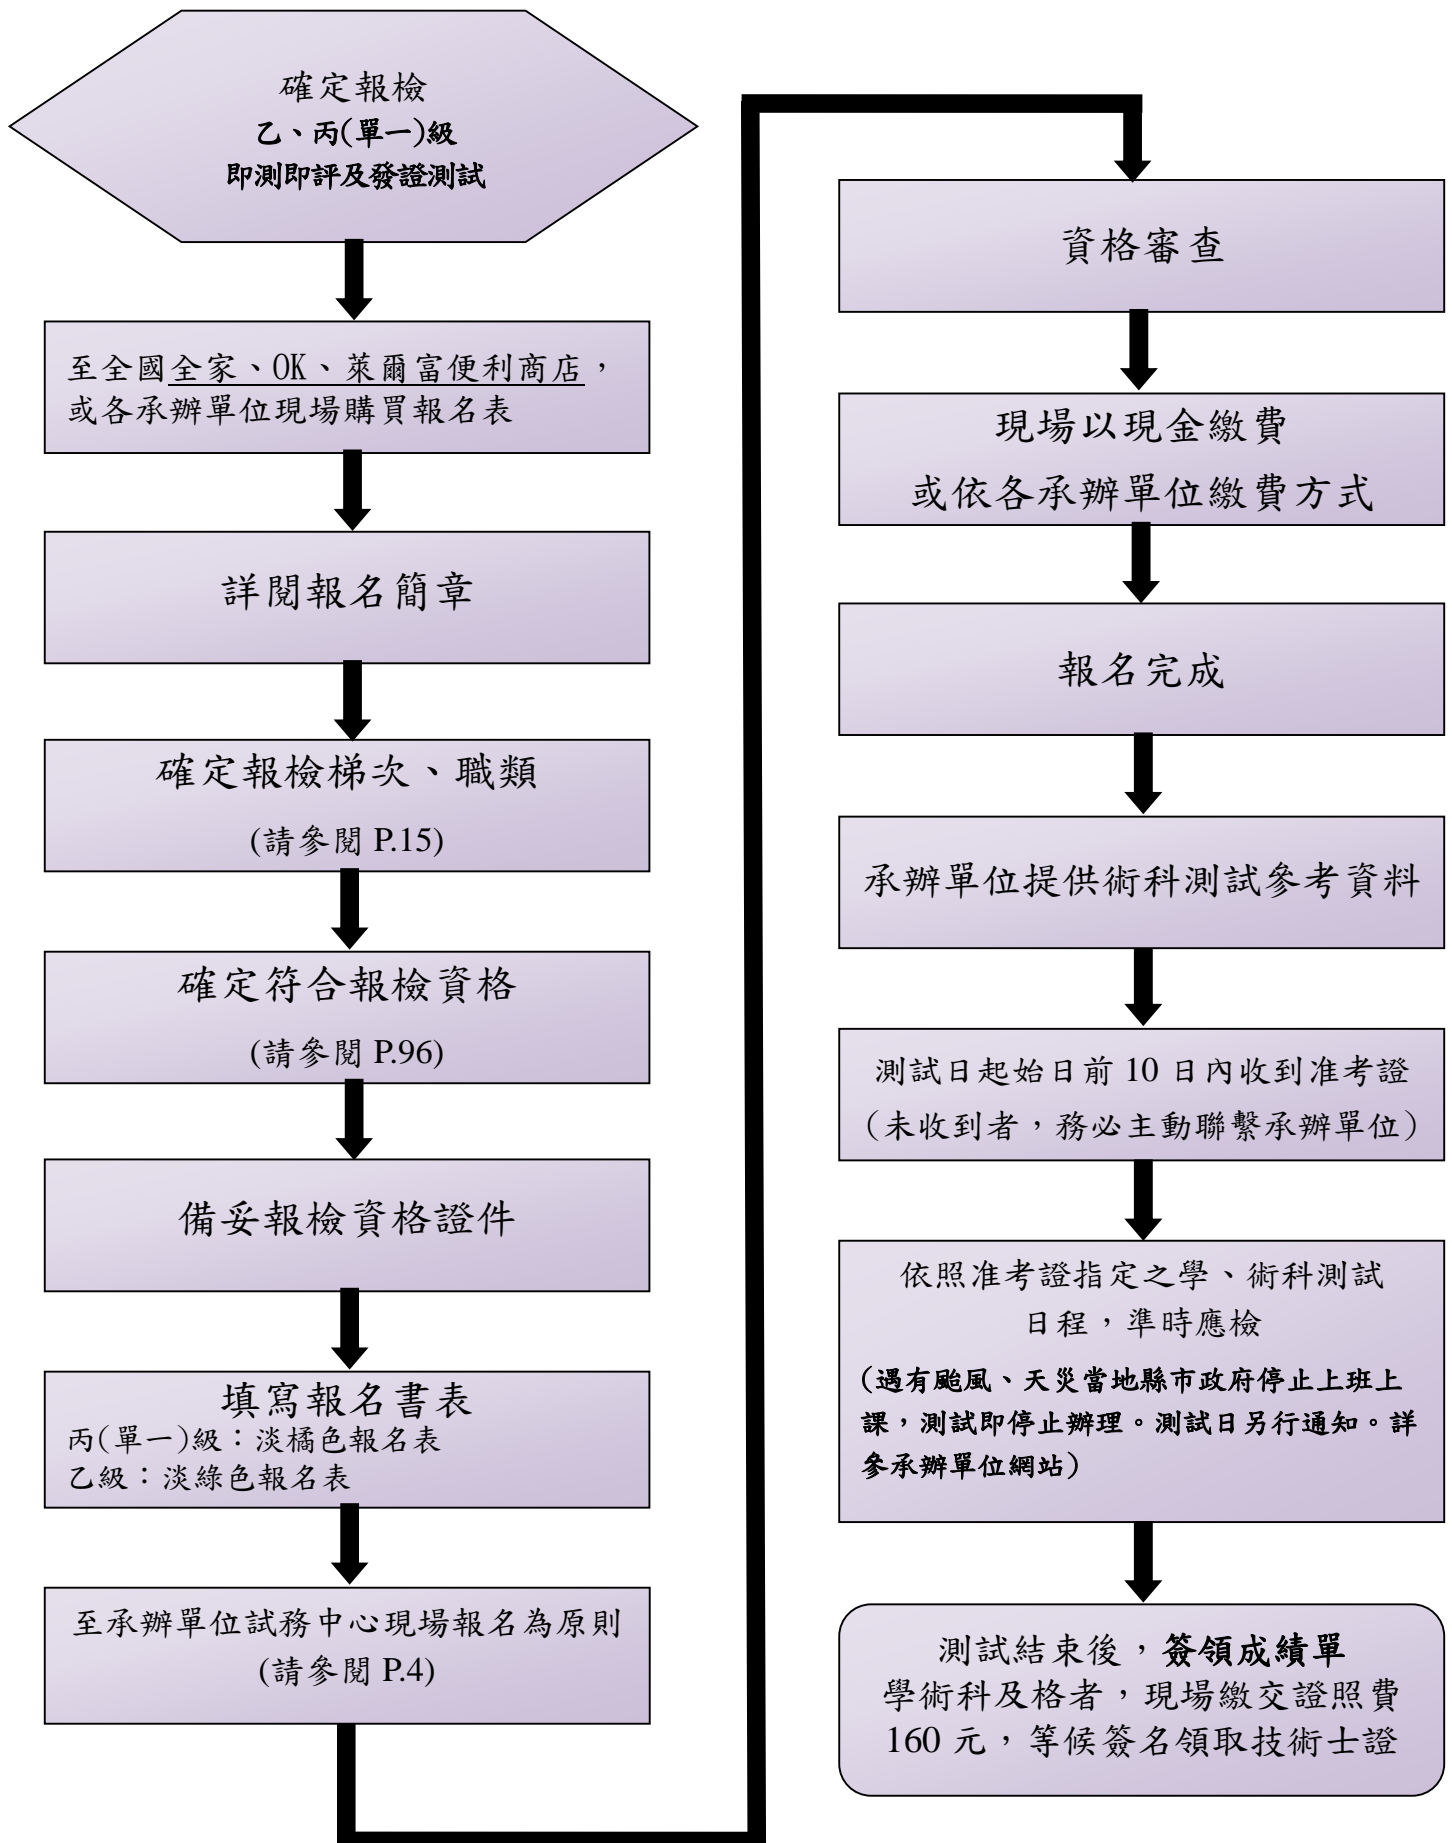 確定報檢
乙、丙(單一)級
即測即評及發證測試
至全國全家、OK、萊爾富便利商店，
或各承辦單位現場購買報名表
詳閱報名簡章
確定報檢梯次、職類
(請參閱 P.15)
確定符合報檢資格
(請參閱 P.96)
備妥報檢資格證件
填寫報名書表
丙(單一)級：淡橘色報名表
乙級：淡綠色報名表
至承辦單位試務中心現場報名為原則
(請參閱 P.4)
資格審查
現場以現金繳費
或依各承辦單位繳費方式
報名完成
承辦單位提供術科測試參考資料
測試日起始日前 10 日內收到准考證
（未收到者，務必主動聯繫承辦單位）
依照准考證指定之學、術科測試
日程，準時應檢
(遇有颱風、天災當地縣市政府停止上班上
課，測試即停止辦理。測試日另行通知。詳
參承辦單位網站)
測試結束後，簽領成績單
學術科及格者，現場繳交證照費
160 元，等候簽名領取技術士證